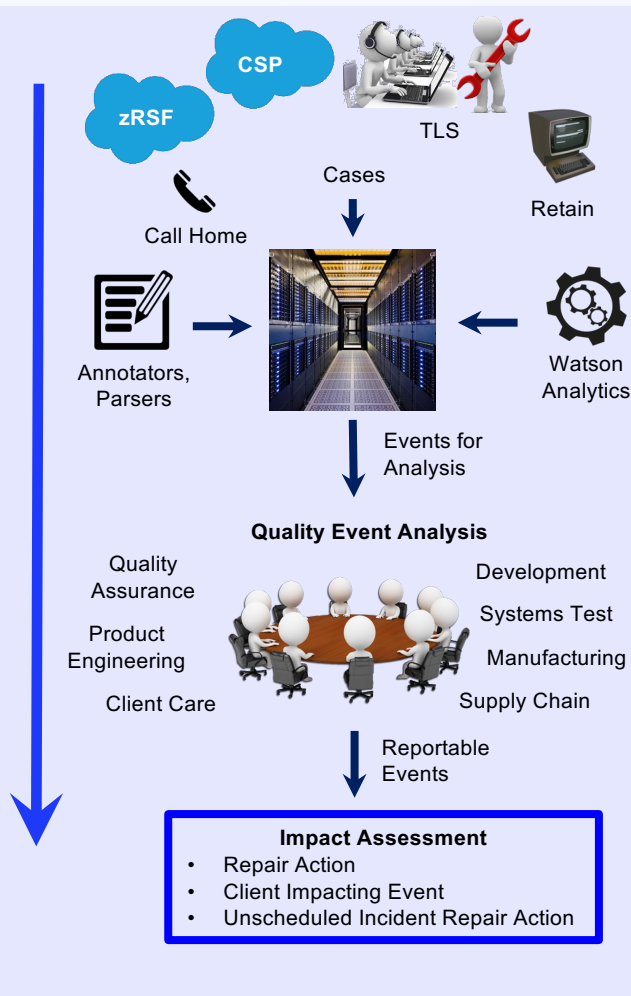 CSP
zRSF
TLS
Cases
Retain
Call Home
Annotators,
Parsers
Watson
Analytics
Events for
Analysis
Quality Event Analysis
Quality
Assurance
Product
Engineering
Client Care
Development
Systems Test
Manufacturing
Supply Chain
Reportable
Events
Impact Assessment
• Repair Action
• Client Impacting Event
• Unscheduled Incident Repair Action